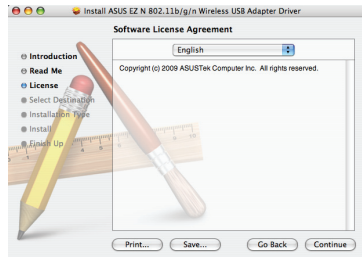 Install ASUS EZ N 802.11b/g/n Wireless USB Adapter Driver
Software License Agreement
Introduction
Read Me
License
Select Destination
Installation Type
Install
Finish Up
English
Copyright (c) 2009 ASUSTek Computer Inc. All rights reserved.
Print...
Save...
Go Back
Continue